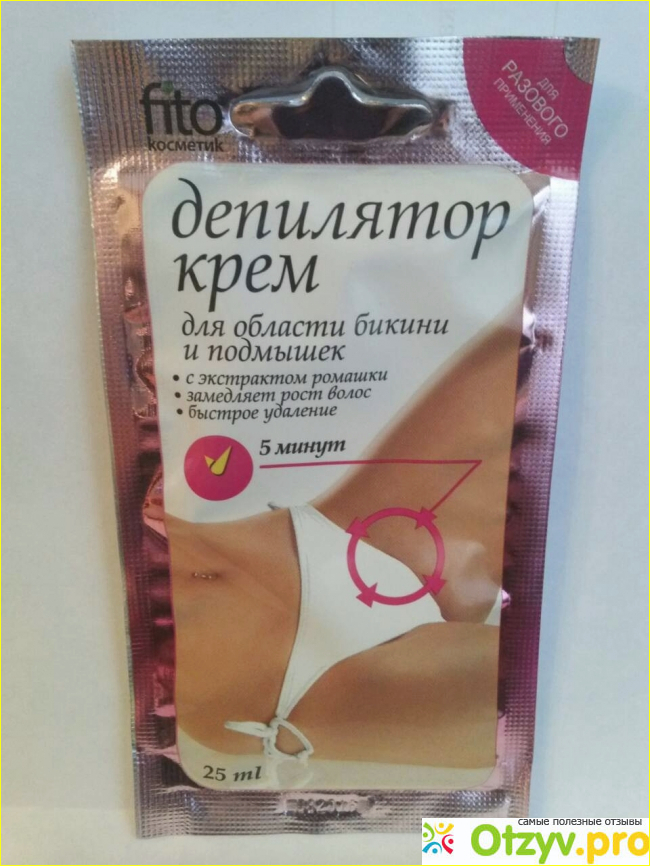 fito
косметик
для
разового
применения
депилятор
крем
для области бикини
и подмышек
• с экстрактом ромашки
• замедляет рост волос
• быстрое удаление
5 минут
25 ml
самые полезные отзывы
Otzyv.pro